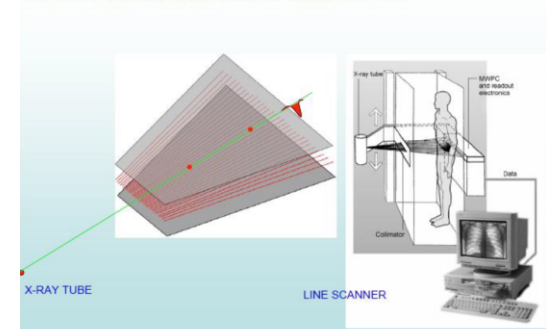 X-ray tube
MWPC
and readout
electronics
Data
Collimator
X-RAY TUBE
LINE SCANNER